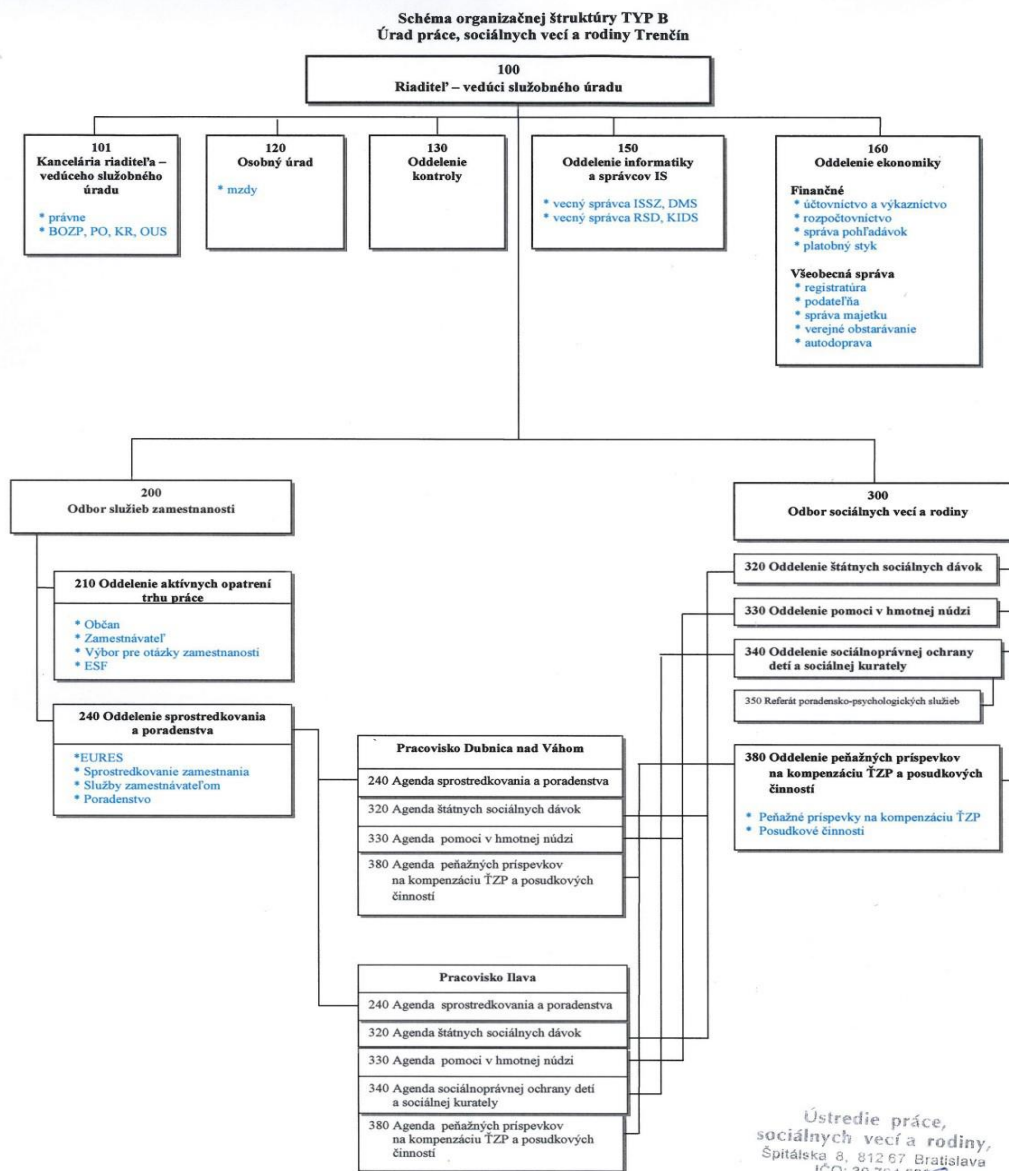 Schéma organizačnej štruktúry TYP B
Úrad práce, sociálnych vecí a rodiny Trenčín
100
Riaditeľ – vedúci služobného úradu
101
Kancelária riaditeľa –
vedúceho služobného
úradu
* právne
* BOZP, PO, KR, OUS
120
Osobný úrad
* mzdy
130
Oddelenie
kontroly
150
Oddelenie informatiky
a správcov IS
* vecný správca ISSZ, DMS
* vecný správca RSD, KIDS
160
Oddelenie ekonomiky
Finančné
* účtovníctvo a výkazníctvo
* rozpočtovníctvo
* správa pohľadávok
* platobný styk
Všeobecná správa
* registratúra
* podateľňa
* správa majetku
* verejné obstarávanie
* autodoprava
200
Odbor služieb zamestnanosti
210 Oddelenie aktívnych opatrení
trhu práce
* Občan
* Zamestnávateľ
* Výbor pre otázky zamestnanosti
* ESF
240 Oddelenie sprostredkovania
a poradenstva
*EURES
* Sprostredkovanie zamestnania
* Služby zamestnávateľom
* Poradenstvo
Pracovisko Dubnica nad Váhom
240 Agenda sprostredkovania a poradenstva
320 Agenda štátnych sociálnych dávok
330 Agenda pomoci v hmotnej núdzi
380 Agenda peňažných príspevkov
na kompenzáciu ŤZP a posudkových
činností
Pracovisko Ilava
240 Agenda sprostredkovania a poradenstva
320 Agenda štátnych sociálnych dávok
330 Agenda pomoci v hmotnej núdzi
340 Agenda sociálnoprávnej ochrany detí
a sociálnej kurately
380 Agenda peňažných príspevkov
na kompenzáciu ŤZP a posudkových
činností
300
Odbor sociálnych vecí a rodiny
320 Oddelenie štátnych sociálnych dávok
330 Oddelenie pomoci v hmotnej núdzi
340 Oddelenie sociálnoprávnej ochrany
detí a sociálnej kurately
350 Referát poradensko-psychologických služieb
380 Oddelenie peňažných príspevkov
na kompenzáciu ŤZP a posudkových
činností
* Peňažné príspevky na kompenzáciu ŤZP
* Posudkové činnosti
Ústredie práce,
sociálnych vecí a rodiny,
Špitálska 8, 812 67 Bratislava
IČO: